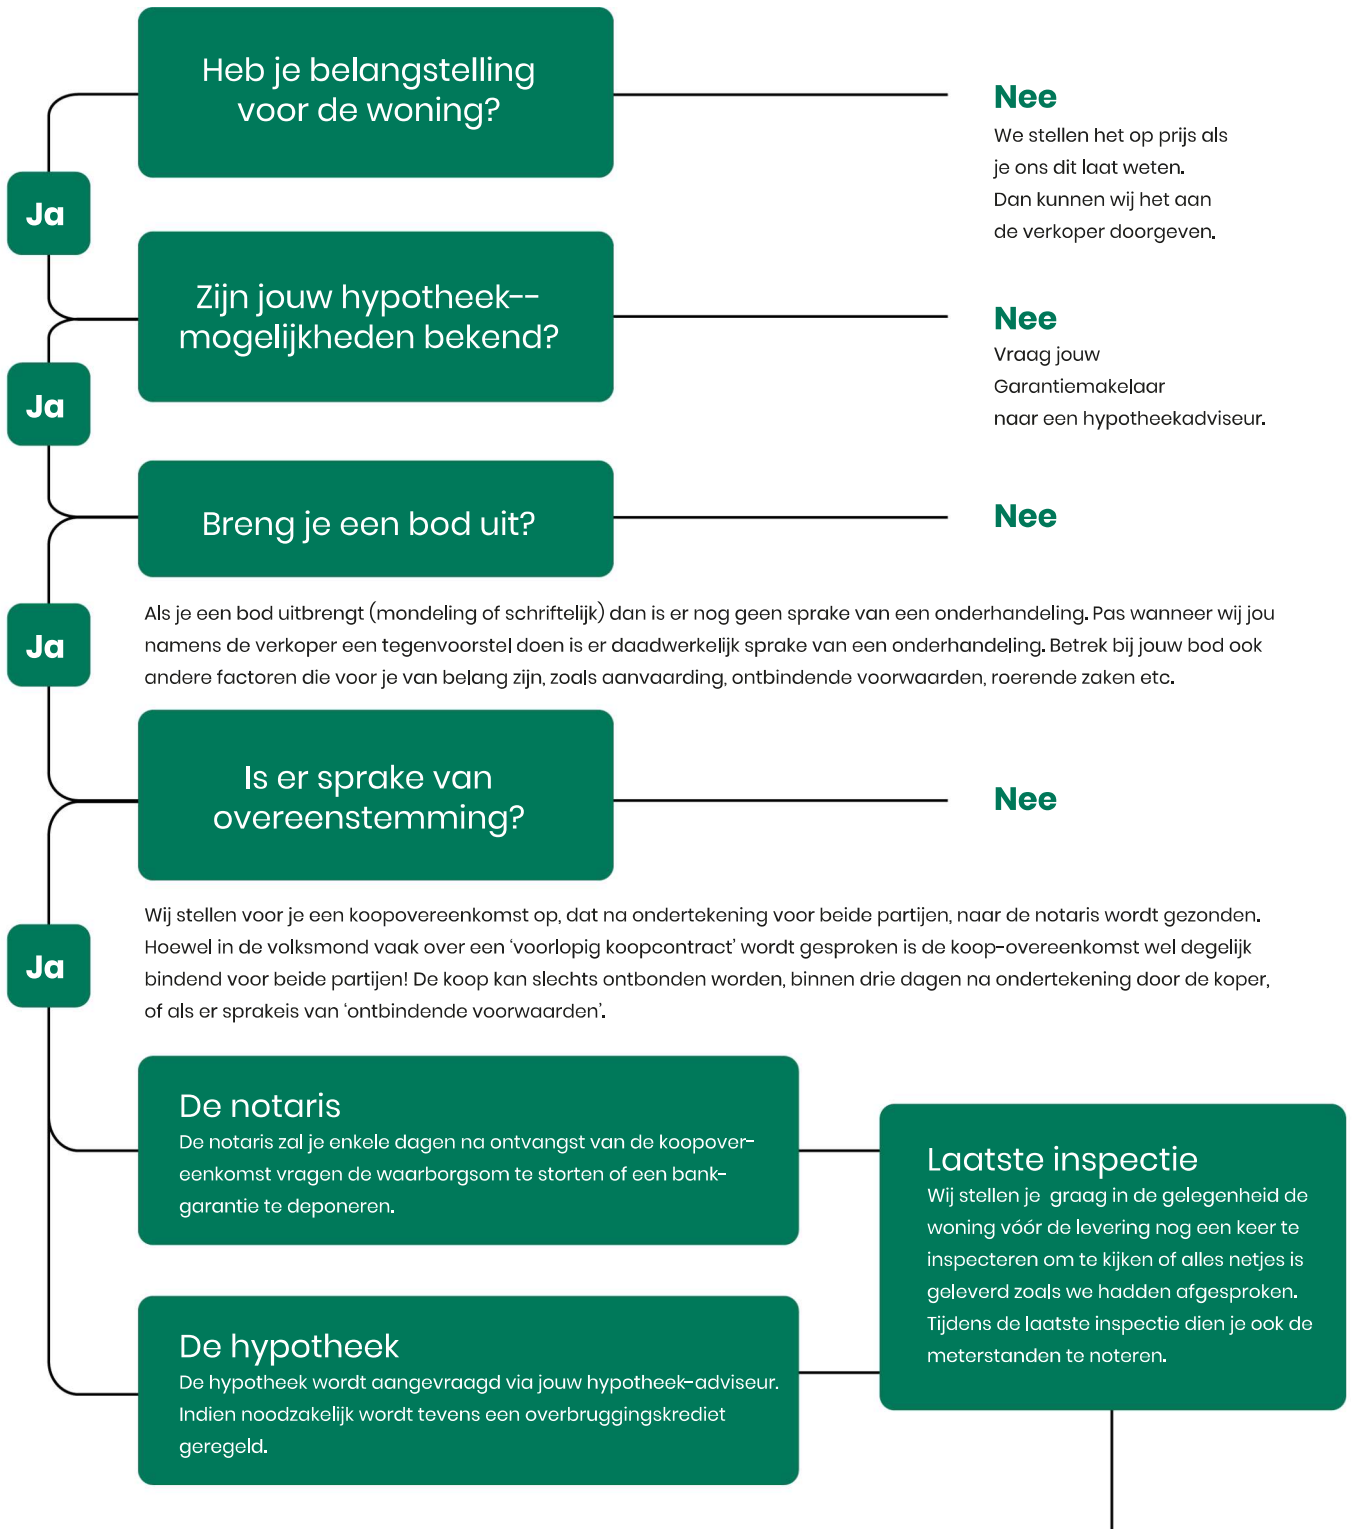 Heb je belangstelling
voor de woning?
Nee
We stellen het op prijs als
je ons dit laat weten.
Dan kunnen wij het aan
de verkoper doorgeven.
Ja
Zijn jouw hypotheek--
mogelijkheden bekend?
Nee
Vraag jouw
Garantiemakelaar
naar een hypotheekadviseur.
Ja
Breng je een bod uit?
Nee
Als je een bod uitbrengt (mondeling of schriftelijk) dan is er nog geen sprake van een onderhandeling. Pas wanneer wij jou
namens de verkoper een tegenvoorstel doen is er daadwerkelijk sprake van een onderhandeling. Betrek bij jouw bod ook
andere factoren die voor je van belang zijn, zoals aanvaarding, ontbindende voorwaarden, roerende zaken etc.
Ja
Is er sprake van
overeenstemming?
Nee
Wij stellen voor je een koopovereenkomst op, dat na ondertekening voor beide partijen, naar de notaris wordt gezonden.
Hoewel in de volksmond vaak over een ‘voorlopig koopcontract’ wordt gesproken is de koop-overeenkomst wel degelijk
bindend voor beide partijen! De koop kan slechts ontbonden worden, binnen drie dagen na ondertekening door de koper,
of als er sprakeis van ‘ontbindende voorwaarden’.
Ja
De notaris
De notaris zal je enkele dagen na ontvangst van de koopover-
eenkomst vragen de waarborgsom te storten of een bank-
garantie te deponeren.
Laatste inspectie
Wij stellen je graag in de gelegenheid de
woning vóór de levering nog een keer te
inspecteren om te kijken of alles netjes is
geleverd zoals we hadden afgesproken.
Tijdens de laatste inspectie dien je ook de
meterstanden te noteren.
De hypotheek
De hypotheek wordt aangevraagd via jouw hypotheek-adviseur.
Indien noodzakelijk wordt tevens een overbruggingskrediet
geregeld.